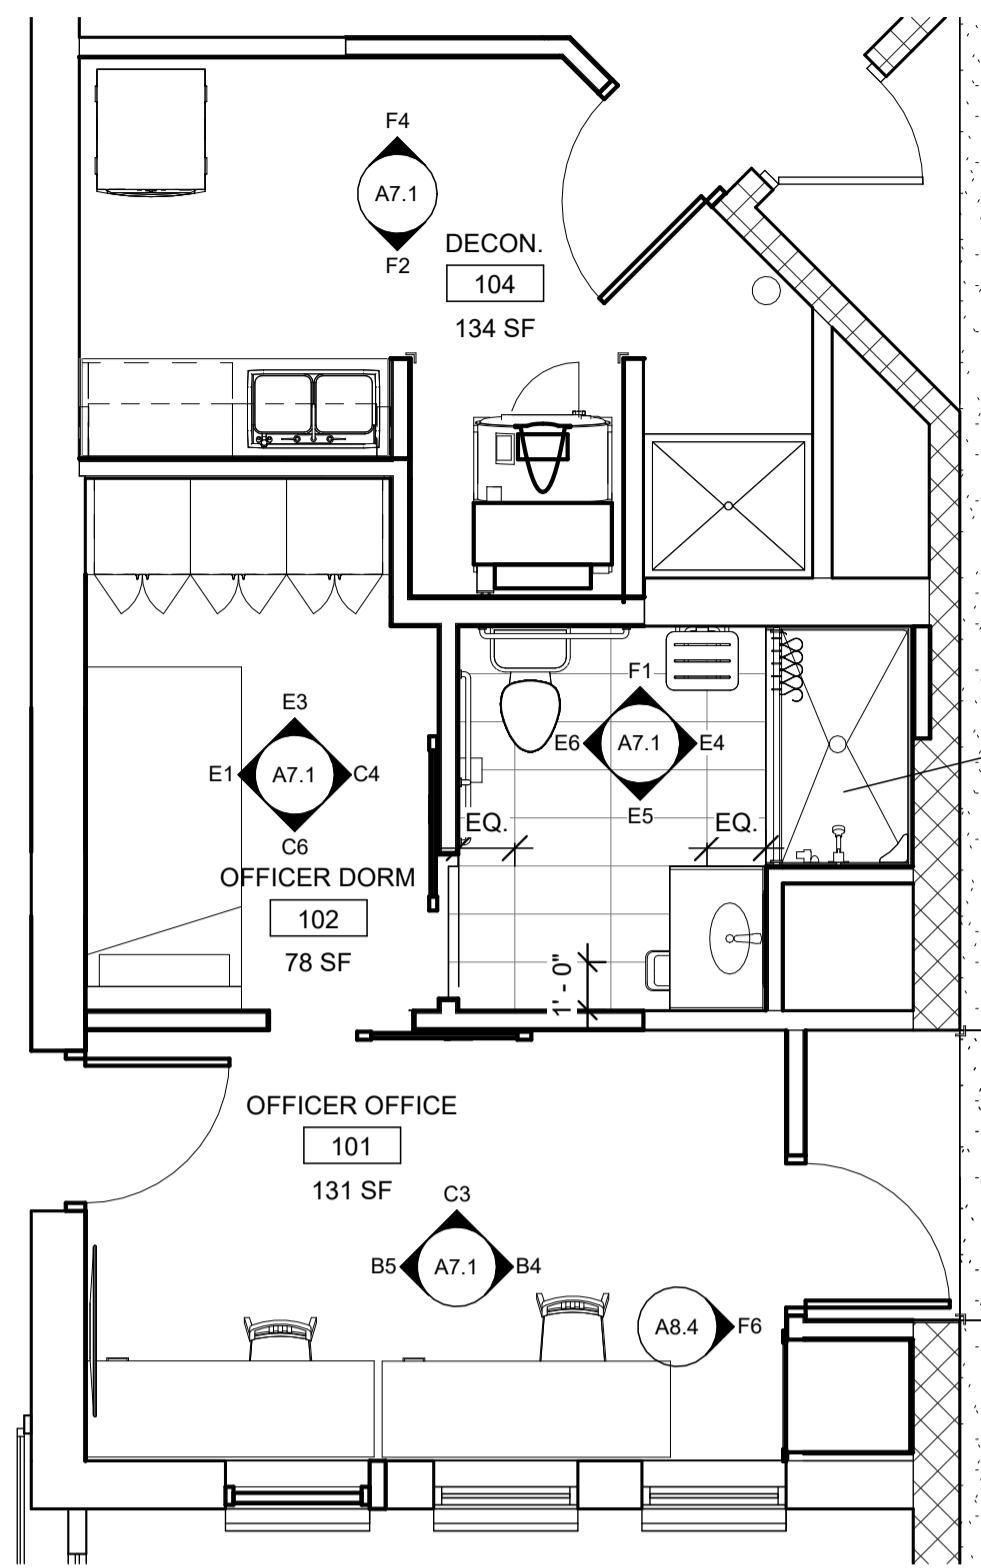 F4
A7.1
F2
DECON.
104
134 SF
E3
E1
A7.1
C4
C6
OFFICER DORM
102
78 SF
F1
E6
A7.1
E4
E5
EQ.
EQ.
1' - 0"
OFFICER OFFICE
101
131 SF
C3
B5
A7.1
B4
A8.4
F6